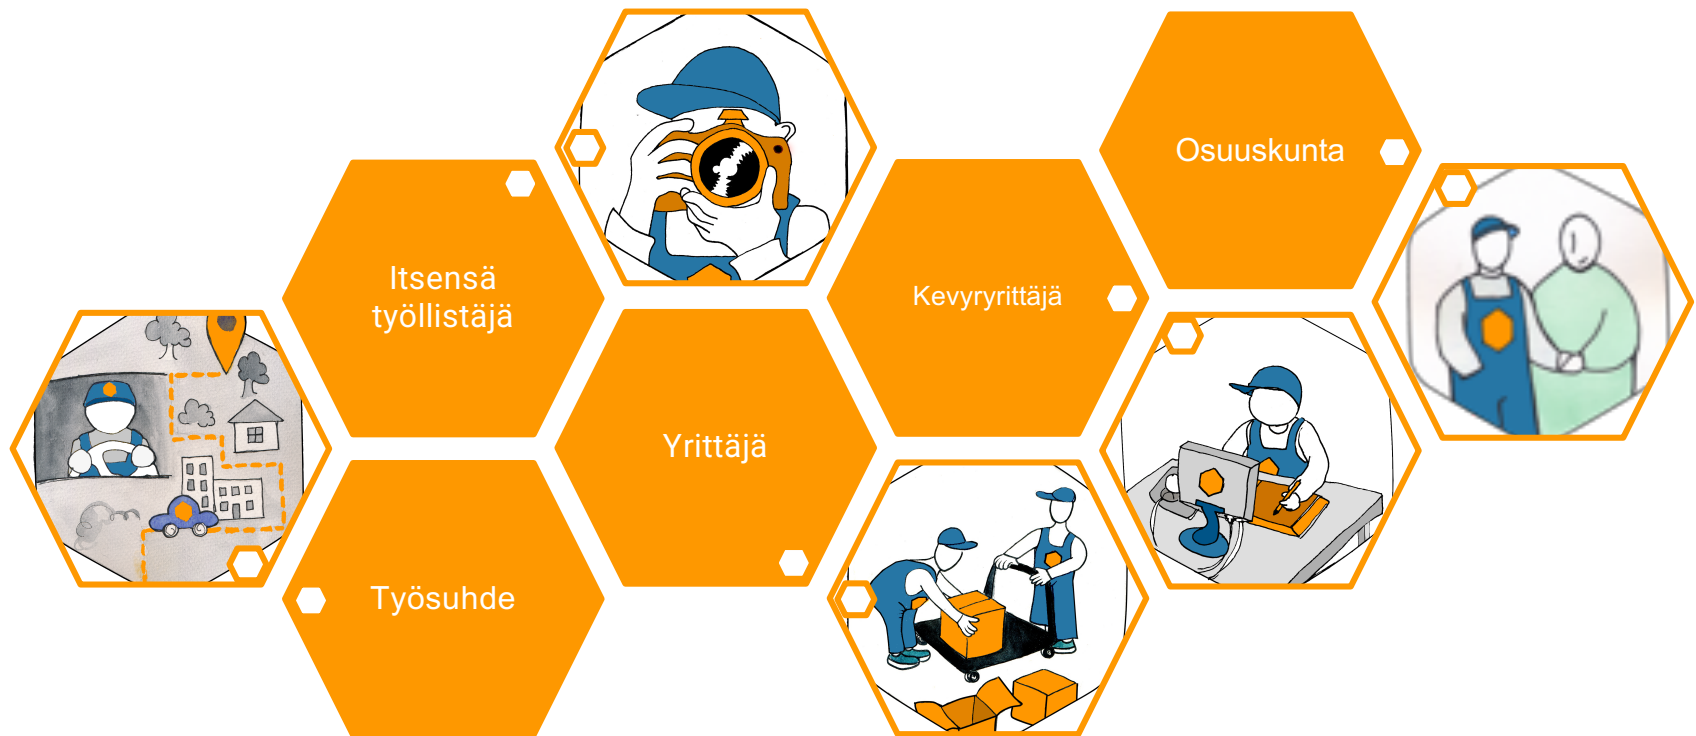 Itsensä
työllistäjä
Työsuhde
Yrittäjä
Kevyryrittäjä
Osuuskunta